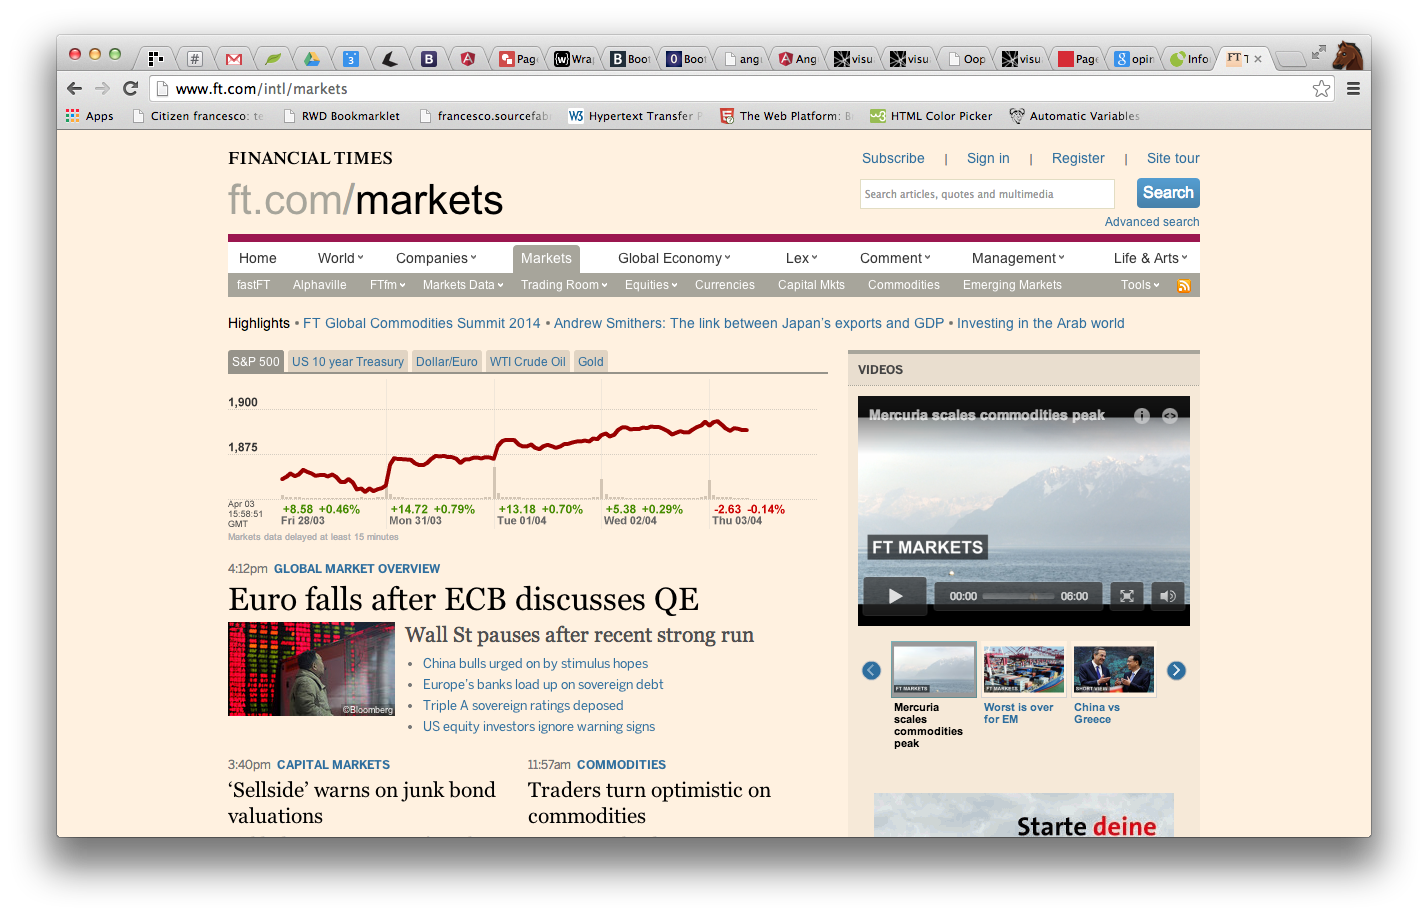 Page
Wrap
Boot
Boot
ang
Ang
visu
visu
Oop
visu
Page
opin
Info
FT
www.ft.com/intl/markets
Apps
Citizen francesco: te
RWD Bookmarklet
francesco.sourcefab
W3 Hypertext Transfer P
The Web Platform: B
HTML Color Picker
Automatic Variables
FINANCIAL TIMES
Subscribe | Sign in | Register | Site tour
ft.com/markets
Search articles, quotes and multimedia
Search
Advanced search
Home World Companies Markets Global Economy Lex Comment Management Life & Arts
fastFT Alphaville FTfm Markets Data Trading Room Equities Currencies Capital Mkts Commodities Emerging Markets Tools
Highlights • FT Global Commodities Summit 2014 • Andrew Smithers: The link between Japan's exports and GDP • Investing in the Arab world
S&P 500 US 10 year Treasury Dollar/Euro WTI Crude Oil Gold
1,900
1,875
Apr 03
15:58:51
GMT
+8.58 +0.46% +14.72 +0.79% +13.18 +0.70% +5.38 +0.29% -2.63 -0.14%
Fri 28/03 Mon 31/03 Tue 01/04 Wed 02/04 Thu 03/04
Markets data delayed at least 15 minutes
4:12pm GLOBAL MARKET OVERVIEW
Euro falls after ECB discusses QE
©Bloomberg
Wall St pauses after recent strong run
• China bulls urged on by stimulus hopes
• Europe's banks load up on sovereign debt
• Triple A sovereign ratings deposed
• US equity investors ignore warning signs
3:40pm CAPITAL MARKETS
'Sellside' warns on junk bond
valuations
11:57am COMMODITIES
Traders turn optimistic on
commodities
VIDEOS
Mercuria scales commodities peak
FT MARKETS
00:00 06:00
FT MARKETS
FT MARKETS
SHORT VIEW
Mercuria
scales
commodities
peak
Worst is over
for EM
China vs
Greece
Starte deine